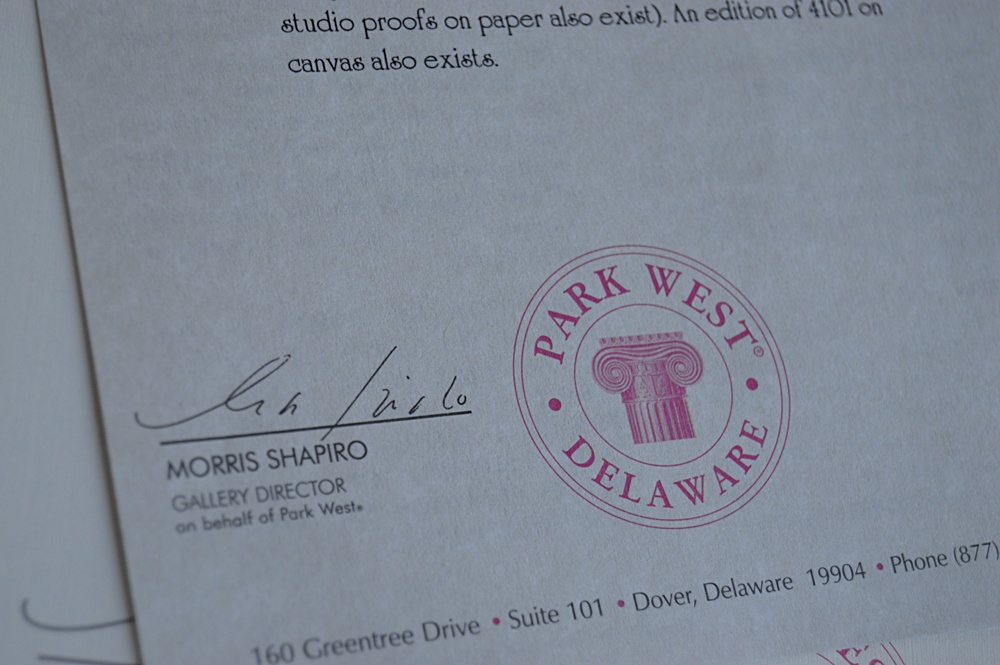 studio proofs on paper also exist). An edition of 4101 on
canvas also exists.
PARK WEST®
DELAWARE
MORRIS SHAPIRO
GALLERY DIRECTOR
on behalf of Park West®
160 Greentree Drive • Suite 101 • Dover, Delaware 19904 • Phone (877)